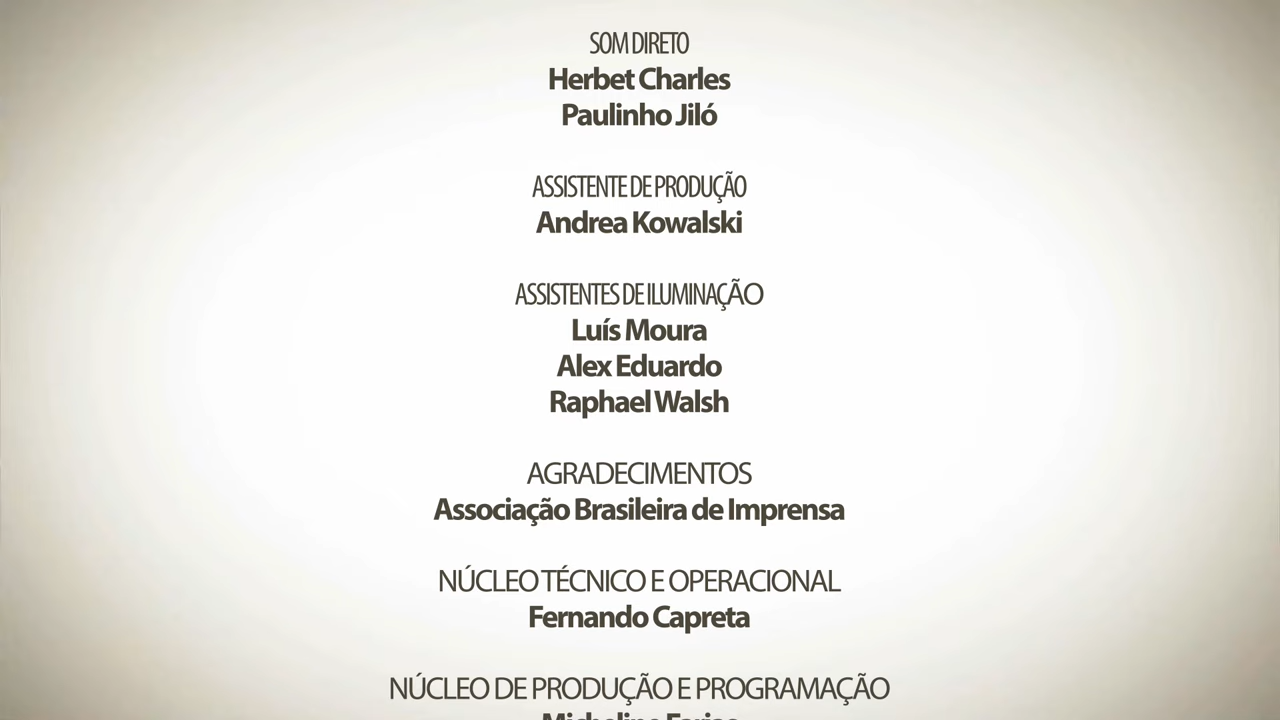 SOM DIRETO
Herbet Charles
Paulinho Jiló
ASSISTENTE DE PRODUÇÃO
Andrea Kowalski
ASSISTENTES DE ILUMINAÇÃO
Luís Moura
Alex Eduardo
Raphael Walsh
AGRADECIMENTOS
Associação Brasileira de Imprensa
NÚCLEO TÉCNICO E OPERACIONAL
Fernando Capreta
NÚCLEO DE PRODUÇÃO E PROGRAMAÇÃO